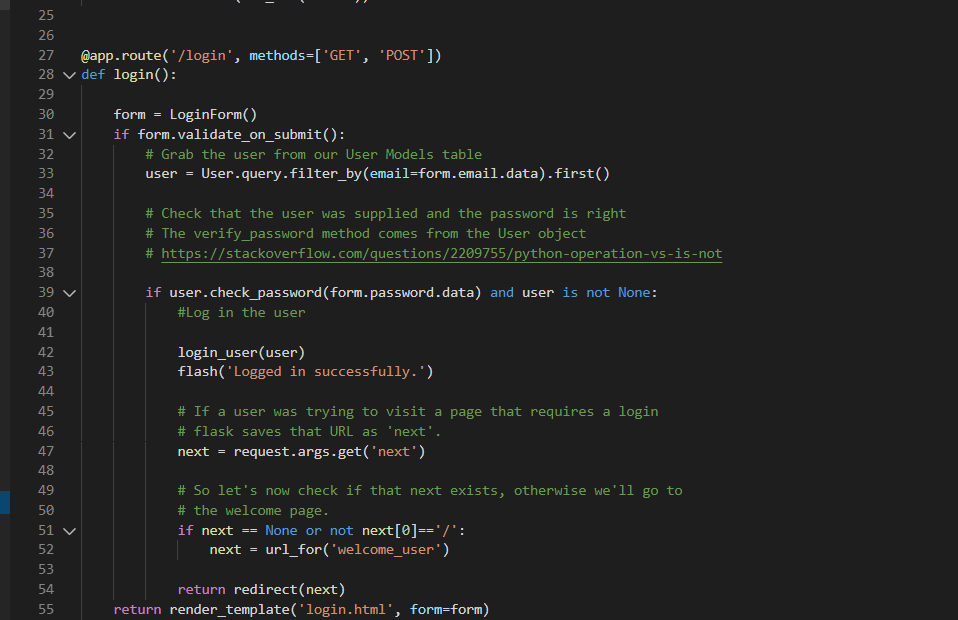 25
26
27 @app.route('/login', methods=['GET', 'POST'])
28 def login():
29
30 form = LoginForm()
31 if form.validate_on_submit():
32 # Grab the user from our User Models table
33 user = User.query.filter_by(email=form.email.data).first()
34
35 # Check that the user was supplied and the password is right
36 # The verify_password method comes from the User object
37 # https://stackoverflow.com/questions/2209755/python-operation-vs-is-not
38
39 if user.check_password(form.password.data) and user is not None:
40 #Log in the user
41
42 login_user(user)
43 flash('Logged in successfully.')
44
45 # If a user was trying to visit a page that requires a login
46 # flask saves that URL as 'next'.
47 next = request.args.get('next')
48
49 # So let's now check if that next exists, otherwise we'll go to
50 # the welcome page.
51 if next == None or not next[0]=='/':
52 next = url_for('welcome_user')
53
54 return redirect(next)
55 return render_template('login.html', form=form)